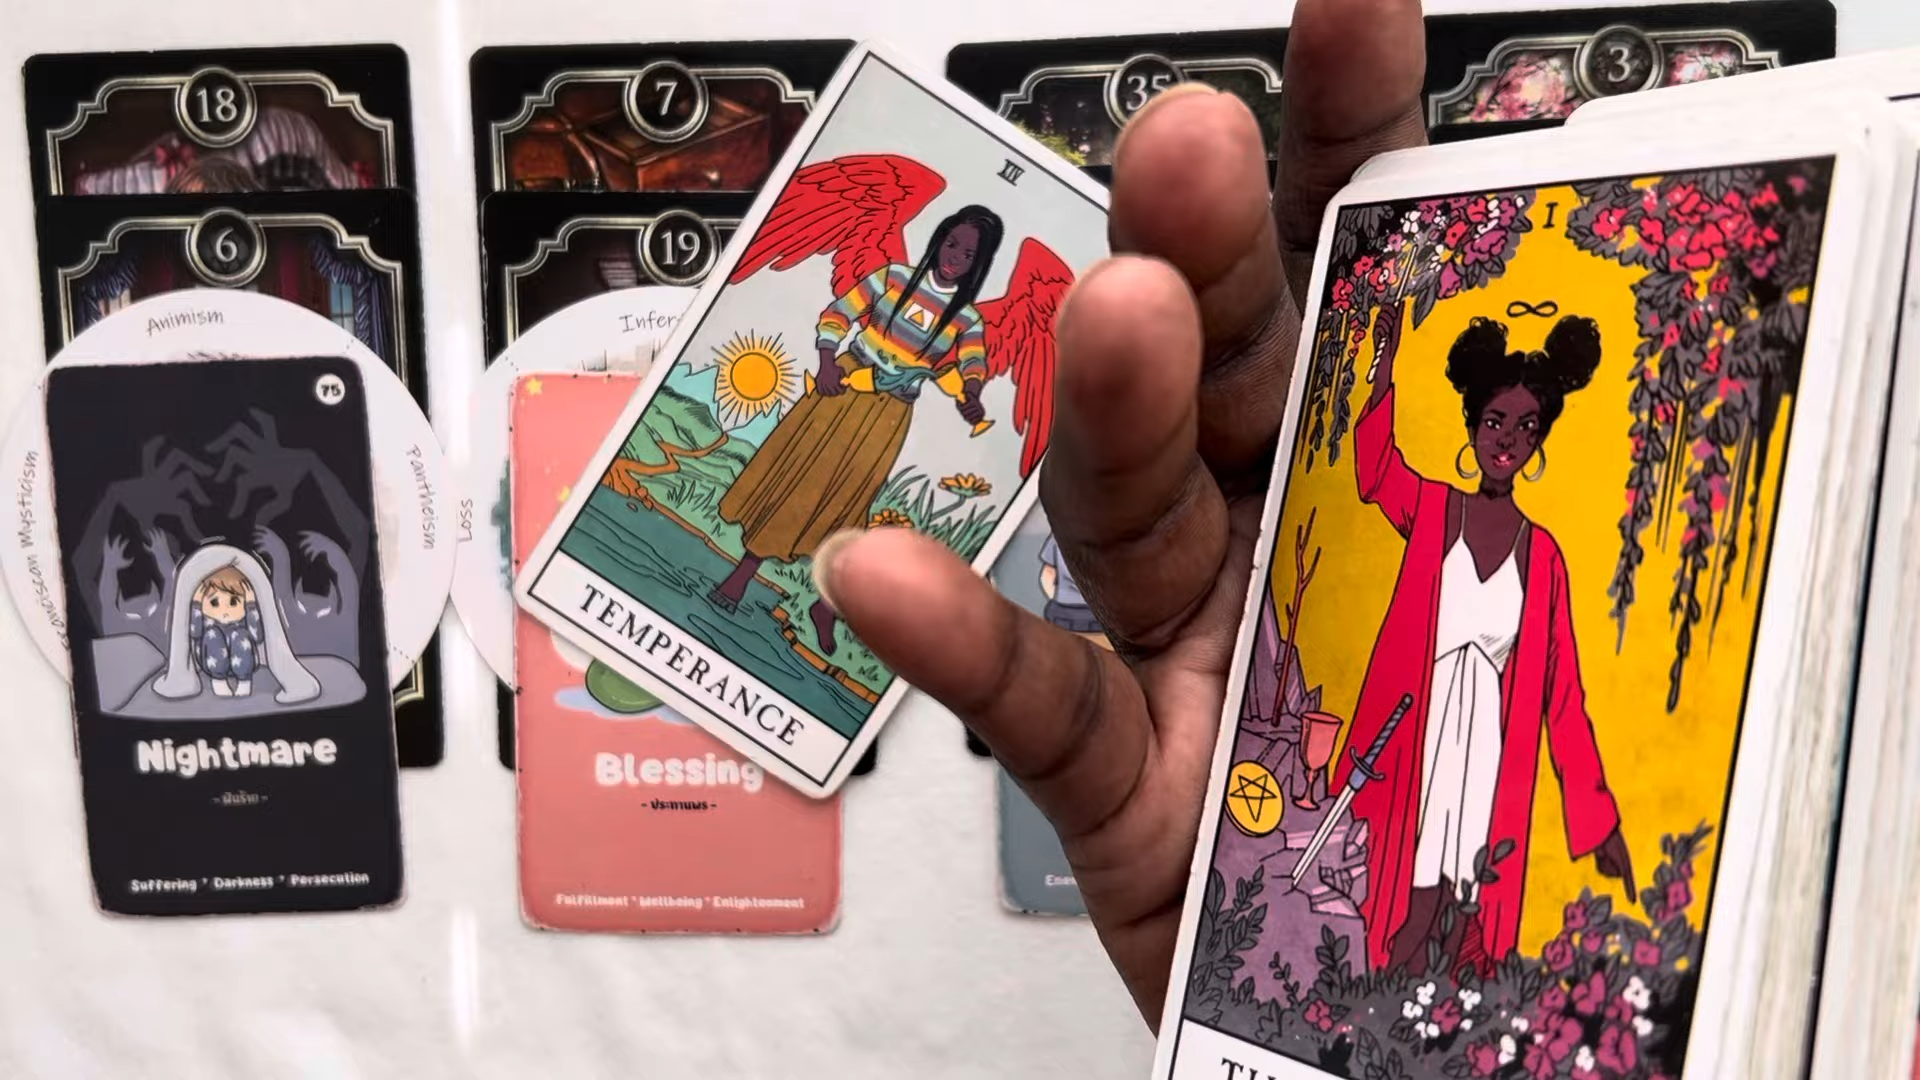 18
7
35
3
6
19
XIV
I
Animism
Infer
Pantheism
Loss
Mysticism
75
TEMPERANCE
Nightmare
- ฝันร้าย -
Suffering * Darkness * Persecution
Blessing
- ประทานพร -
Fulfillment * Wellbeing * Enlightenment
Ene